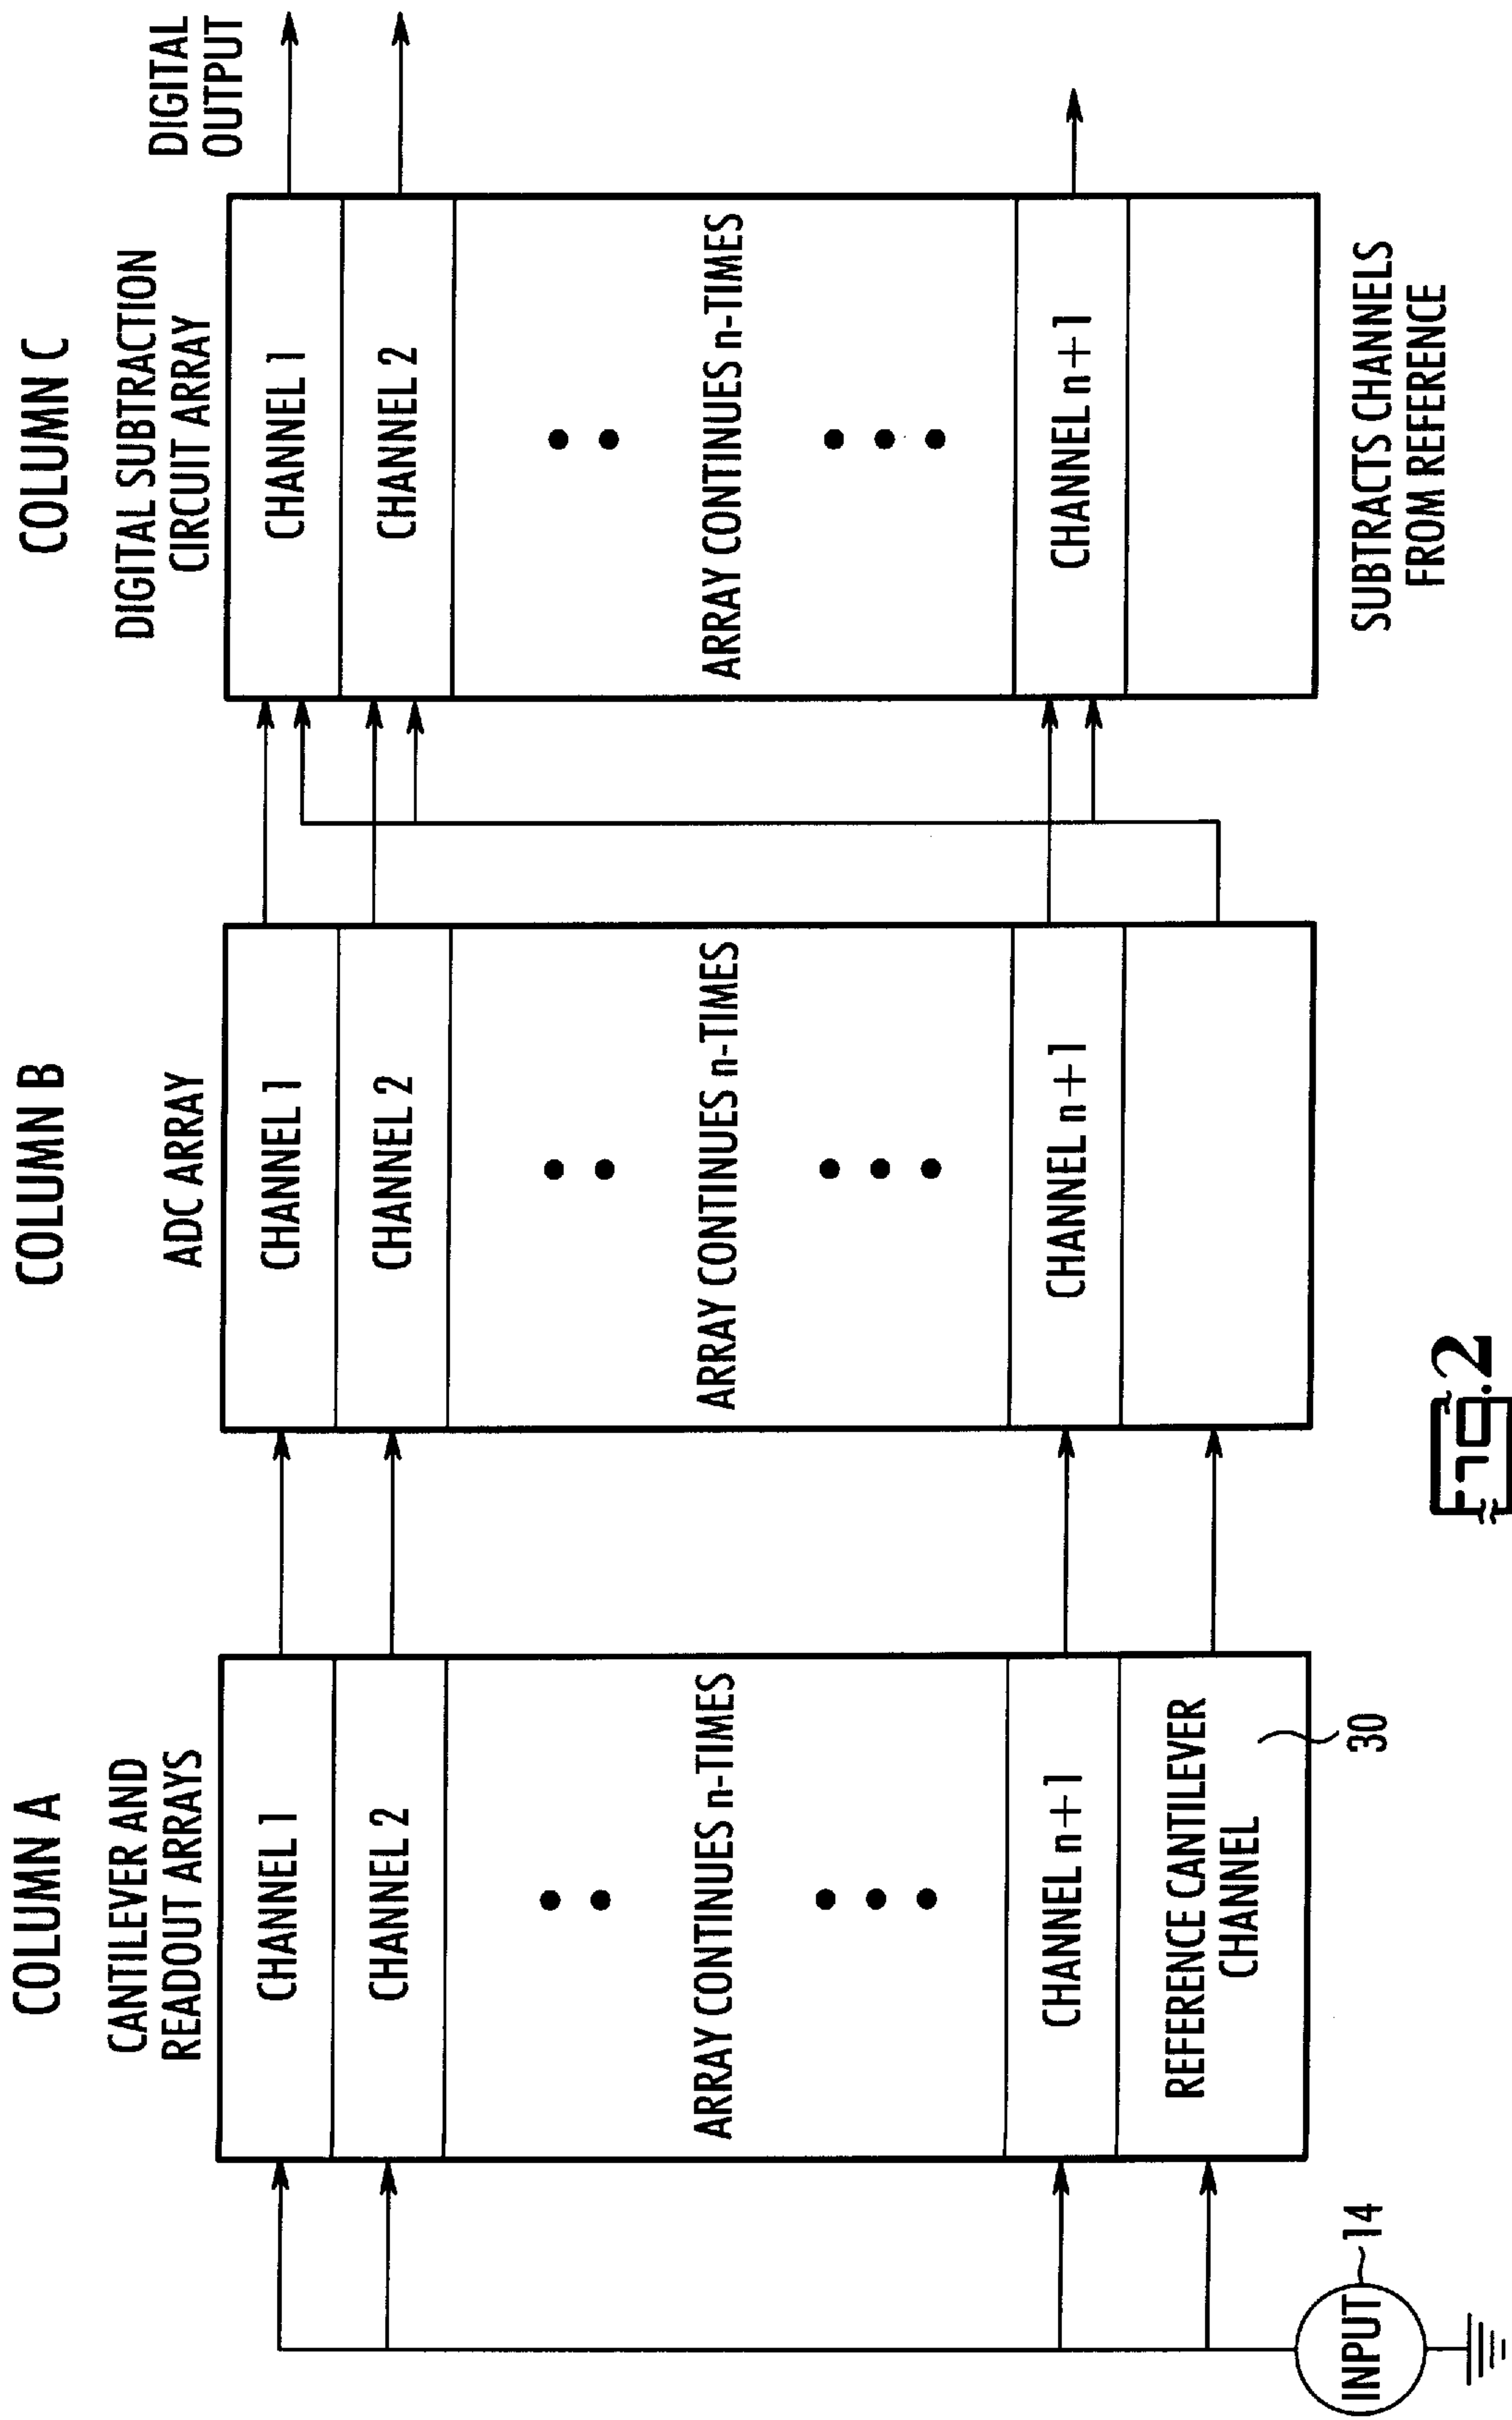 COLUMN A
CANTILEVER AND
READOUT ARRAYS
CHANNEL 1
CHANNEL 2
ARRAY CONTINUES n-TIMES
CHANNEL n+1
REFERENCE CANTILEVER
CHANNEL
30
INPUT
14
COLUMN B
ADC ARRAY
CHANNEL 1
CHANNEL 2
ARRAY CONTINUES n-TIMES
CHANNEL n+1
COLUMN C
DIGITAL SUBTRACTION
CIRCUIT ARRAY
CHANNEL 1
CHANNEL 2
ARRAY CONTINUES n-TIMES
CHANNEL n+1
SUBTRACTS CHANNELS
FROM REFERENCE
DIGITAL
OUTPUT
Fig. 2